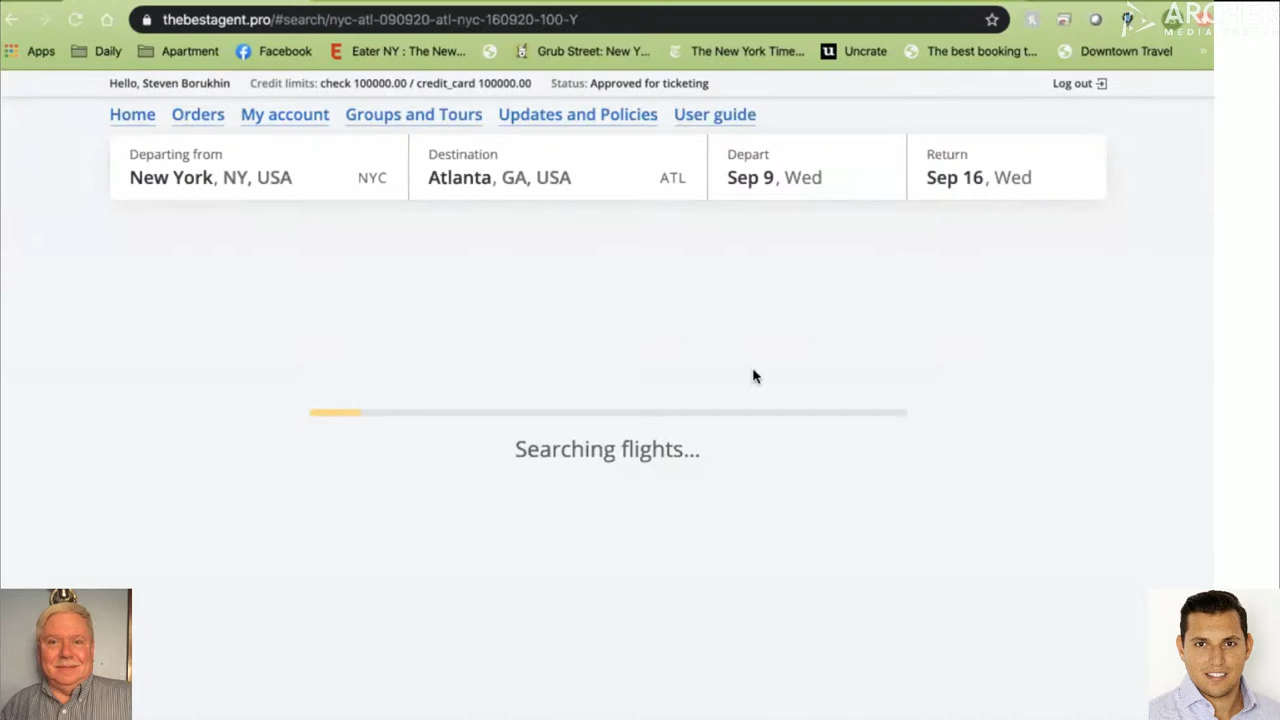 thebestagent.pro/#search/nyc-atl-090920-atl-nyc-160920-100-Y
Apps Daily Apartment Facebook Eater NY : The New... Grub Street: New Y... The New York Time... Uncrate The best booking t... Downtown Travel »
Hello, Steven Borukhin Credit limits: check 100000.00 / credit_card 100000.00 Status: Approved for ticketing Log out
Home Orders My account Groups and Tours Updates and Policies User guide
Departing from Destination Depart Return
New York, NY, USA NYC Atlanta, GA, USA ATL Sep 9, Wed Sep 16, Wed
Searching flights...